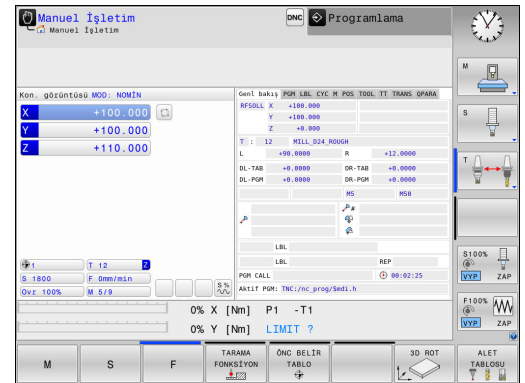 Manuel İşletim
Manuel İşletim
DNC
Programlama
Kon. görüntüsü MOD: NOMİN
X +100.000
Y +100.000
Z +110.000
1 T 12 Z
S 1800 F 0mm/min
Ovr 100% M 5/9
S %
Genl bakış PGM LBL CYC M POS TOOL TT TRANS QPARA
RFSOLL X +100.000
Y +100.000
Z +0.000
T : 12 MILL_D24_ROUGH
L +90.0000 R +12.0000
DL-TAB +0.0000 DR-TAB +0.0000
DL-PGM +0.0000 DR-PGM +0.0000
M5 M50
P #
P
LBL
LBL REP
PGM CALL 00:02:25
Aktif PGM: TNC:/nc_prog/$mdi.h
0% X [Nm] P1 -T1
0% Y [Nm] LIMIT ?
M
S
F
TARAMA FONKSİYON
ÖNC BELİR TABLO
3D ROT
ALET TABLOSU
M
S
T
S100%
VYP ZAP
F100%
VYP ZAP